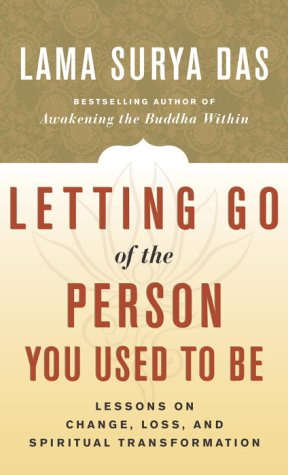 LAMA SURYA DAS
BESTSELLING AUTHOR OF
Awakening the Buddha Within
LETTING GO
of the
PERSON
YOU USED TO BE
LESSONS ON
CHANGE, LOSS, AND
SPIRITUAL TRANSFORMATION